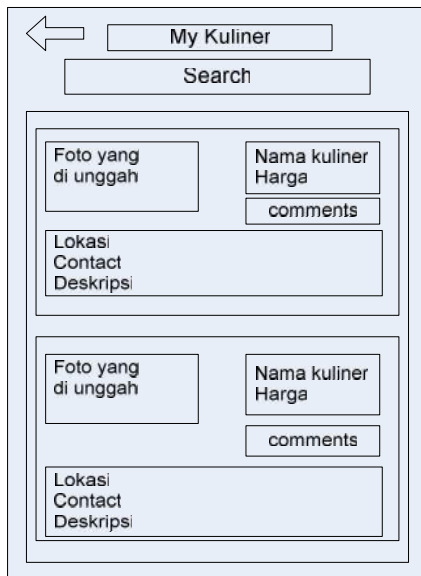 My Kuliner
Search
Foto yang
di unggah
Nama kuliner
Harga
comments
Lokasi
Contact
Deskripsi
Foto yang
di unggah
Nama kuliner
Harga
comments
Lokasi
Contact
Deskripsi